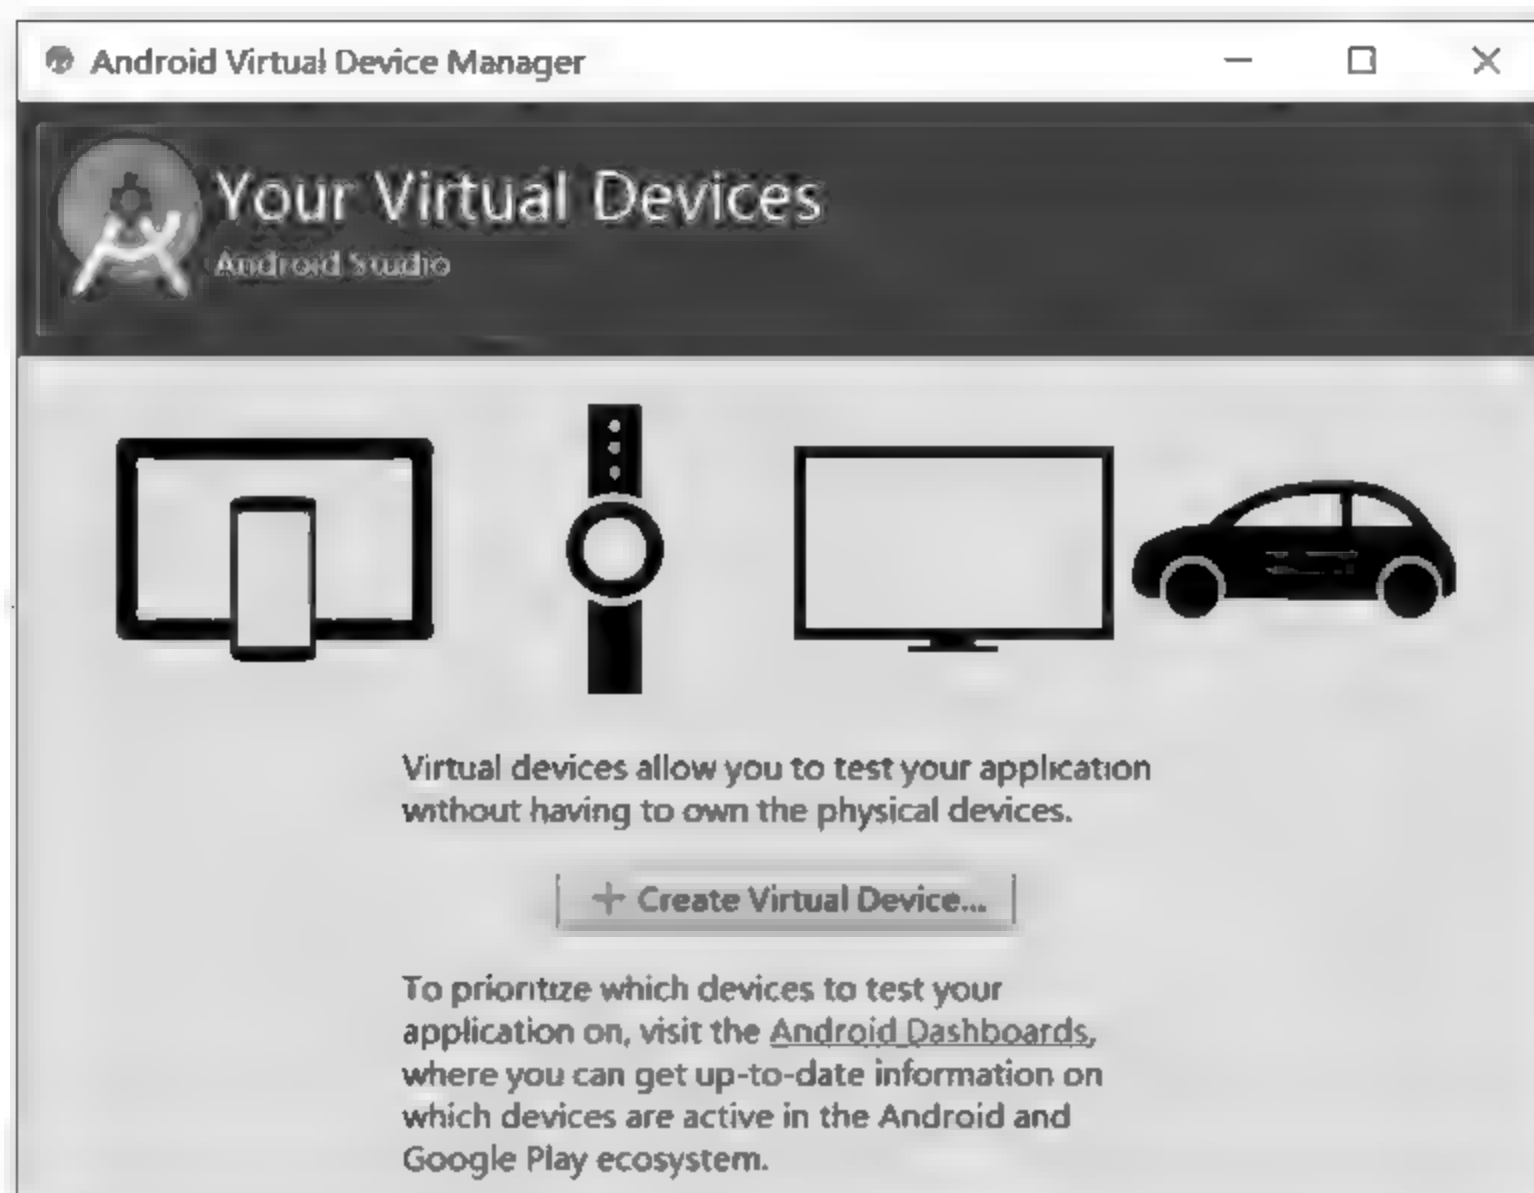 Android Virtual Device Manager
Your Virtual Devices
Android Studio
Virtual devices allow you to test your application
without having to own the physical devices.
+ Create Virtual Device...
To prioritize which devices to test your
application on, visit the Android Dashboards,
where you can get up-to-date information on
which devices are active in the Android and
Google Play ecosystem.